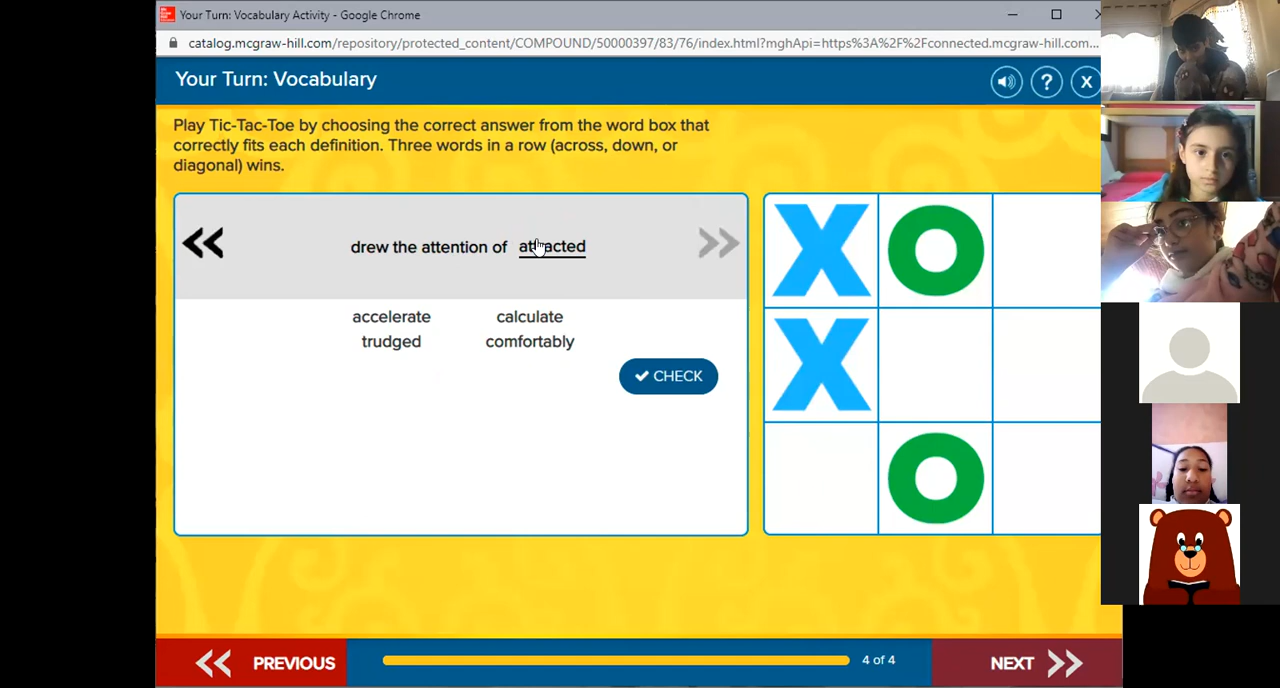 Your Turn: Vocabulary Activity - Google Chrome
catalog.mcgraw-hill.com/repository/protected_content/COMPOUND/50000397/83/76/index.html?mghApi=https%3A%2F%2Fconnected.mcgraw-hill.com...
Your Turn: Vocabulary
Play Tic-Tac-Toe by choosing the correct answer from the word box that
correctly fits each definition. Three words in a row (across, down, or
diagonal) wins.
drew the attention of attracted
accelerate calculate
trudged comfortably
CHECK
X O
X
O
PREVIOUS
4 of 4
NEXT